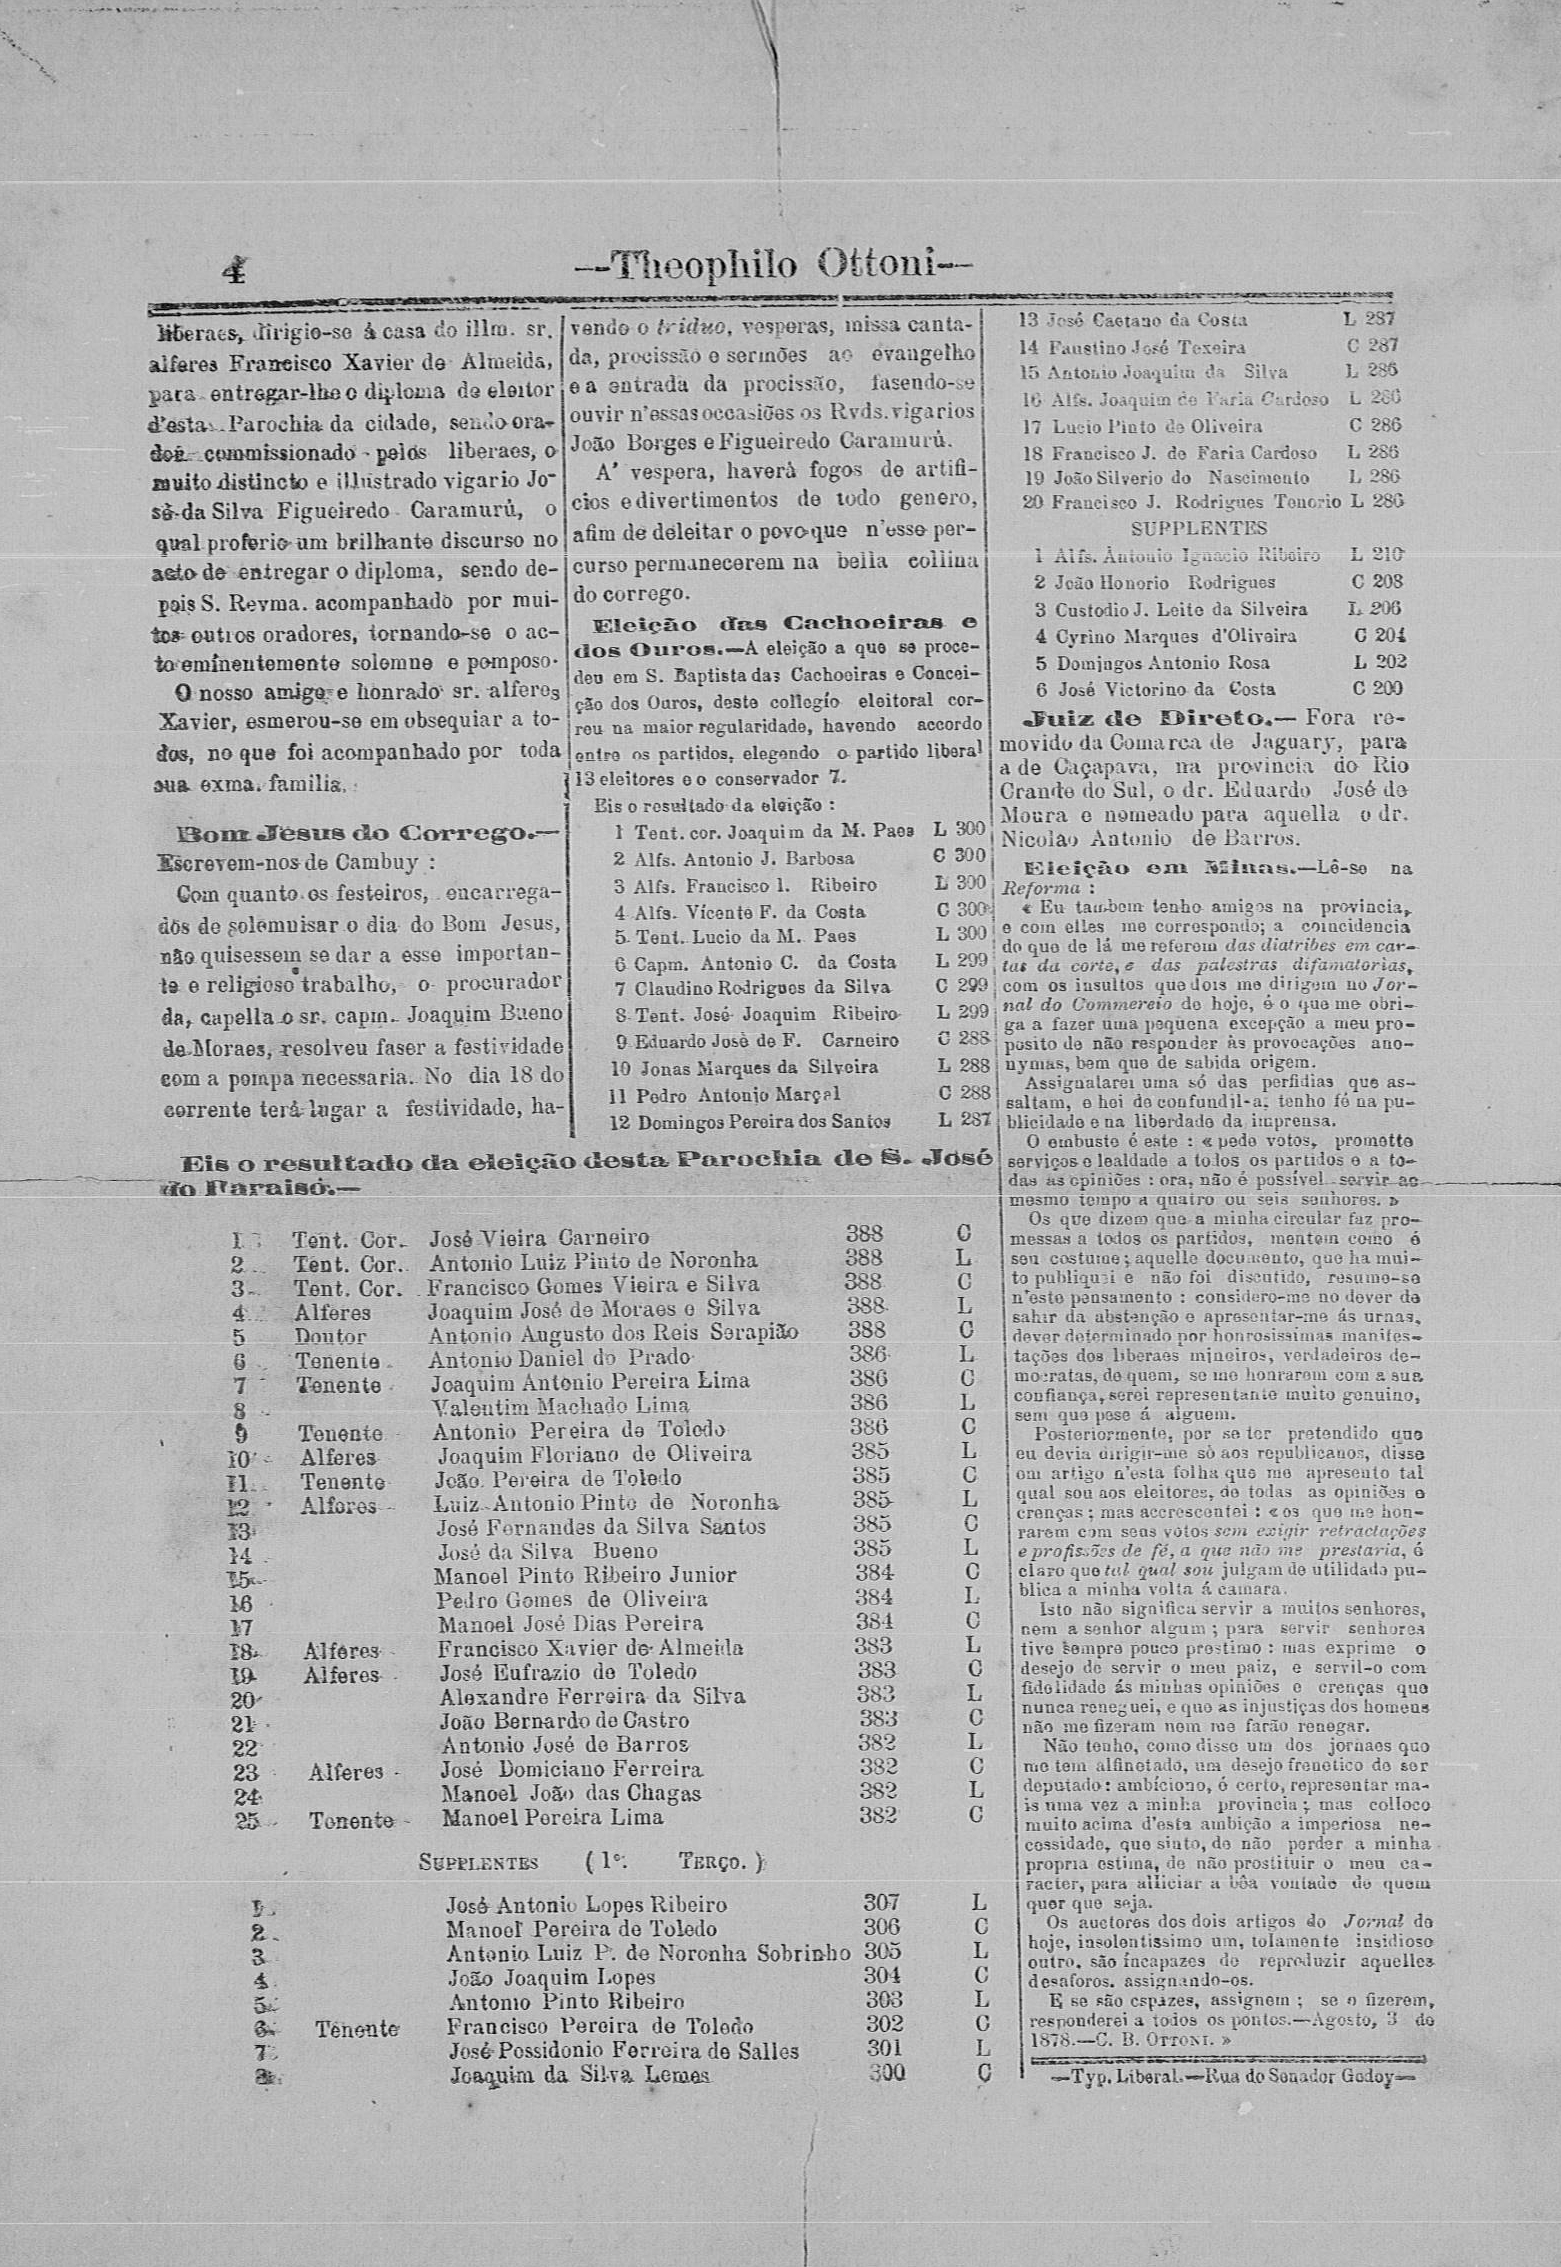 4
—Theophilo Ottoni—
liberaes, dirigio-se á casa do illm. sr.
alferes Francisco Xavier de Almeida,
para entregar-lhe o diploma de eleitor
d'esta Parochia da cidade, sendo ora-
dor commissionado pelos liberaes, o
muito distincto e illustrado vigario Jo-
sé da Silva Figueiredo Caramurú, o
qual proferio um brilhante discurso no
acto de entregar o diploma, sendo de-
pois S. Revma. acompanhado por mui-
tos outros oradores, tornando-se o ac-
to eminentemente solemne e pomposo.
O nosso amigo e honrado sr. alferes
Xavier, esmerou-se em obsequiar a to-
dos, no que foi acompanhado por toda
sua exma. familia.
Bom Jesus do Corrego.—
Escrevem-nos de Cambuy :
Com quanto os festeiros, encarrega-
dos de solemnisar o dia do Bom Jesus,
não quisessem se dar a esse importan-
te e religioso trabalho, o procurador
da capella o sr. capm. Joaquim Bueno
de Moraes, resolveu faser a festividade
com a pompa necessaria. No dia 18 do
corrente terá lugar a festividade, ha-
vendo o triduo, vesperas, missa canta-
da, procissão e sermões ao evangelho
e a entrada da procissão, fasendo-se
ouvir n'essas occasiões os Rvds. vigarios
João Borges e Figueiredo Caramurú.
A' vespera, haverá fogos de artifi-
cios e divertimentos de todo genero,
afim de deleitar o povo que n'esse per-
curso permanecerem na bella collina
do corrego.
Eleição das Cachoeiras e
dos Ouros.—A eleição a que se proce-
deu em S. Baptista das Cachoeiras e Concei-
ção dos Ouros, deste collegio eleitoral cor-
reu na maior regularidade, havendo accordo
entre os partidos, elegendo o partido liberal
13 eleitores e o conservador 7.
Eis o resultado da eleição :
1 Tent. cor. Joaquim da M. Paes L 300
2 Alfs. Antonio J. Barbosa C 300
3 Alfs. Francisco I. Ribeiro L 300
4 Alfs. Vicente F. da Costa C 300
5 Tent. Lucio da M. Paes L 300
6 Capm. Antonio C. da Costa L 299
7 Claudino Rodrigues da Silva C 299
8 Tent. José Joaquim Ribeiro L 299
9 Eduardo José de F. Carneiro C 288
10 Jonas Marques da Silveira L 288
11 Pedro Antonio Marçal C 288
12 Domingos Pereira dos Santos L 287
13 José Caetano da Costa L 287
14 Faustino José Texeira C 287
15 Antonio Joaquim da Silva L 286
16 Alfs. Joaquim de Faria Cardoso L 286
17 Lucio Pinto de Oliveira C 286
18 Francisco J. de Faria Cardoso L 286
19 João Silverio do Nascimento L 286
20 Francisco J. Rodrigues Tenorio L 286
SUPPLENTES
1 Alfs. Antonio Ignacio Ribeiro L 210
2 João Honorio Rodrigues C 208
3 Custodio J. Leite da Silveira L 206
4 Cyrino Marques d'Oliveira C 204
5 Domingos Antonio Rosa L 202
6 José Victorino da Costa C 200
Juiz de Direto.— Fora re-
movido da Comarca de Jaguary, para
a de Caçapava, na provincia do Rio
Grande do Sul, o dr. Eduardo José de
Moura e nomeado para aquella o dr.
Nicoláo Antonio de Barros.
Eleição em Minas.—Lê-se na
Reforma :
« Eu tambem tenho amigos na provincia,
e com elles me correspondo; a coincidencia
do que de lá me referem das diatribes em car-
tas da corte, e das palestras difamatorias,
com os insultos que dois me dirigem no Jor-
nal do Commercio de hoje, é o que me obri-
ga a fazer uma pequena excepção a meu pro-
posito de não responder ás provocações ano-
nymas, bem que de sabida origem.
Assignalarei uma só das perfidias que as-
saltam, e hei de confundil-a; tenho fé na pu-
blicidade e na liberdade da imprensa.
O embuste é este : « pede votos, promette
serviços e lealdade a todos os partidos e a to-
das as opiniões : ora, não é possivel servir ao
mesmo tempo a quatro ou seis senhores. »
Os que dizem que a minha circular faz pro-
messas a todos os partidos, mentem como é
seu costume; aquelle documento, que ha mui-
to publiquei e não foi discutido, resume-se
n'este pensamento : considero-me no dever de
sahir da abstenção e apresentar-me ás urnas,
dever determinado por honrosissimas manifes-
tações dos liberaes mineiros, verdadeiros de-
mocratas, de quem, se me honrarem com a sua
confiança, serei representante muito genuino,
sem que pese á alguem.
Posteriormente, por se ter pretendido que
eu devia dirigir-me só aos republicanos, disse
em artigo n'esta folha que me apresento tal
qual sou aos eleitores, de todas as opiniões e
crenças ; mas accrescentei : « os que me hon-
rarem com seus votos sem exigir retractações
e profissões de fé, a que não me prestaria, é
claro que tal qual sou julgam de utilidade pu-
blica a minha volta á camara.
Isto não significa servir a muitos senhores,
nem a senhor algum ; para servir senhores
tive sempre pouco prestimo : mas exprime o
desejo de servir o meu paiz, e servil-o com
fidelidade ás minhas opiniões e crenças que
nunca reneguei, e que as injustiças dos homens
não me fizeram nem me farão renegar.
Não tenho, como disse um dos jornaes que
me tem alfinetado, um desejo frenetico de ser
deputado: ambiciono, é certo, representar ma-
is uma vez a minha provincia ; mas colloco
muito acima d'esta ambição a imperiosa ne-
cessidade, que sinto, de não perder a minha
propria estima, de não prostituir o meu ca-
racter, para alliciar a bôa vontade de quem
quer que seja.
Os auctores dos dois artigos do Jornal de
hoje, insolentissimo um, tolamente insidioso
outro, são incapazes de reproduzir aquelles
desaforos, assignando-os.
E se são cspazes, assignem ; se o fizerem,
responderei a todos os pontos.—Agosto, 3 de
1878.—C. B. OTTONI. »
—Typ. Liberal.—Rua do Senador Godoy—
Eis o resultado da eleição desta Parochia de S. José
do Paraiso.—
1 Tent. Cor. José Vieira Carneiro 388 C
2 Tent. Cor. Antonio Luiz Pinto de Noronha 388 L
3 Tent. Cor. Francisco Gomes Vieira e Silva 388 C
4 Alferes Joaquim José de Moraes e Silva 388 L
5 Doutor Antonio Augusto dos Reis Serapião 388 C
6 Tenente Antonio Daniel do Prado 386 L
7 Tenente Joaquim Antonio Pereira Lima 386 C
8 Valentim Machado Lima 386 L
9 Tenente Antonio Pereira de Toledo 386 C
10 Alferes Joaquim Floriano de Oliveira 385 L
11 Tenente João Pereira de Toledo 385 C
12 Alferes Luiz Antonio Pinto de Noronha 385 L
13 José Fernandes da Silva Santos 385 C
14 José da Silva Bueno 385 L
15 Manoel Pinto Ribeiro Junior 384 C
16 Pedro Gomes de Oliveira 384 L
17 Manoel José Dias Pereira 384 C
18 Alferes Francisco Xavier de Almeida 383 L
19 Alferes José Eufrazio de Toledo 383 C
20 Alexandre Ferreira da Silva 383 L
21 João Bernardo de Castro 383 C
22 Antonio José de Barros 382 L
23 Alferes José Domiciano Ferreira 382 C
24 Manoel João das Chagas 382 L
25 Tenente Manoel Pereira Lima 382 C
SUPPLENTES (1º. TERÇO.)
1 José Antonio Lopes Ribeiro 307 L
2 Manoel Pereira de Toledo 306 C
3 Antonio Luiz P. de Noronha Sobrinho 305 L
4 João Joaquim Lopes 304 C
5 Antonio Pinto Ribeiro 303 L
6 Tenente Francisco Pereira de Toledo 302 C
7 José Possidonio Ferreira de Salles 301 L
8 Joaquim da Silva Lemes 300 C